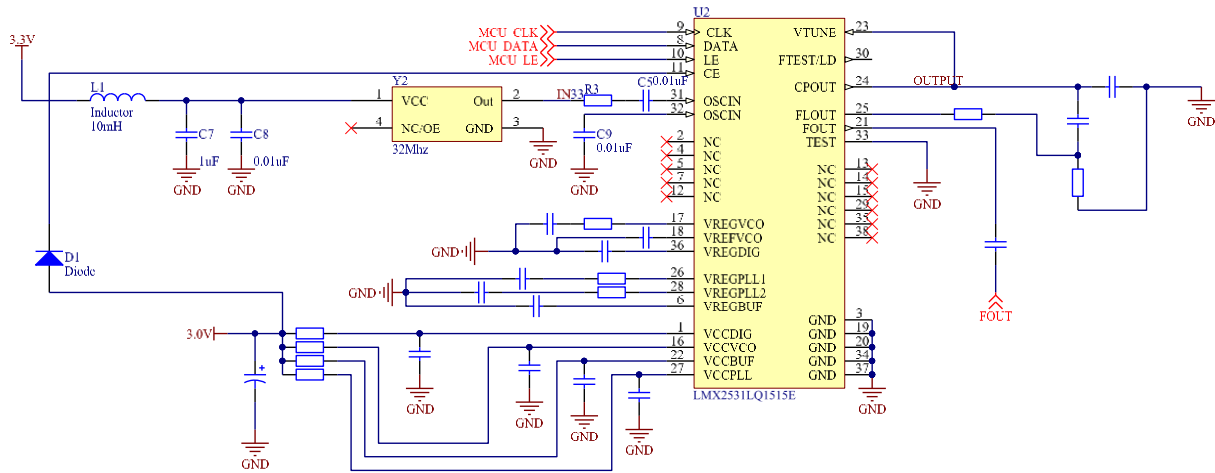 U2
3.3V
MCU CLK
9
CLK
VTUNE
23
MCU DATA
8
DATA
MCU LE
10
LE
FTEST/LD
30
11
CE
L1
Inductor
10mH
Y2
1
VCC
Out
2
IN33
R3
C5
0.01uF
31
OSCIN
CPOUT
24
OUTPUT
GND
4
NC/OE
GND
3
32Mhz
32
OSCIN
FLOUT
25
FOUT
21
TEST
33
C7
1uF
GND
C8
0.01uF
GND
GND
C9
0.01uF
GND
2
NC
4
NC
5
NC
7
NC
12
NC
NC
13
NC
14
NC
15
NC
29
NC
35
NC
38
GND
GND
17
VREGVCO
18
VREFVCO
36
VREGDIG
D1
Diode
GND
26
VREGPLL1
28
VREGPLL2
6
VREGBUF
FOUT
3.0V
1
VCCDIG
16
VCCVCO
22
VCCBUF
27
VCCPLL
GND
3
GND
19
GND
20
GND
34
GND
37
+
LMX2531LQ1515E
GND
GND
GND
GND
GND
GND